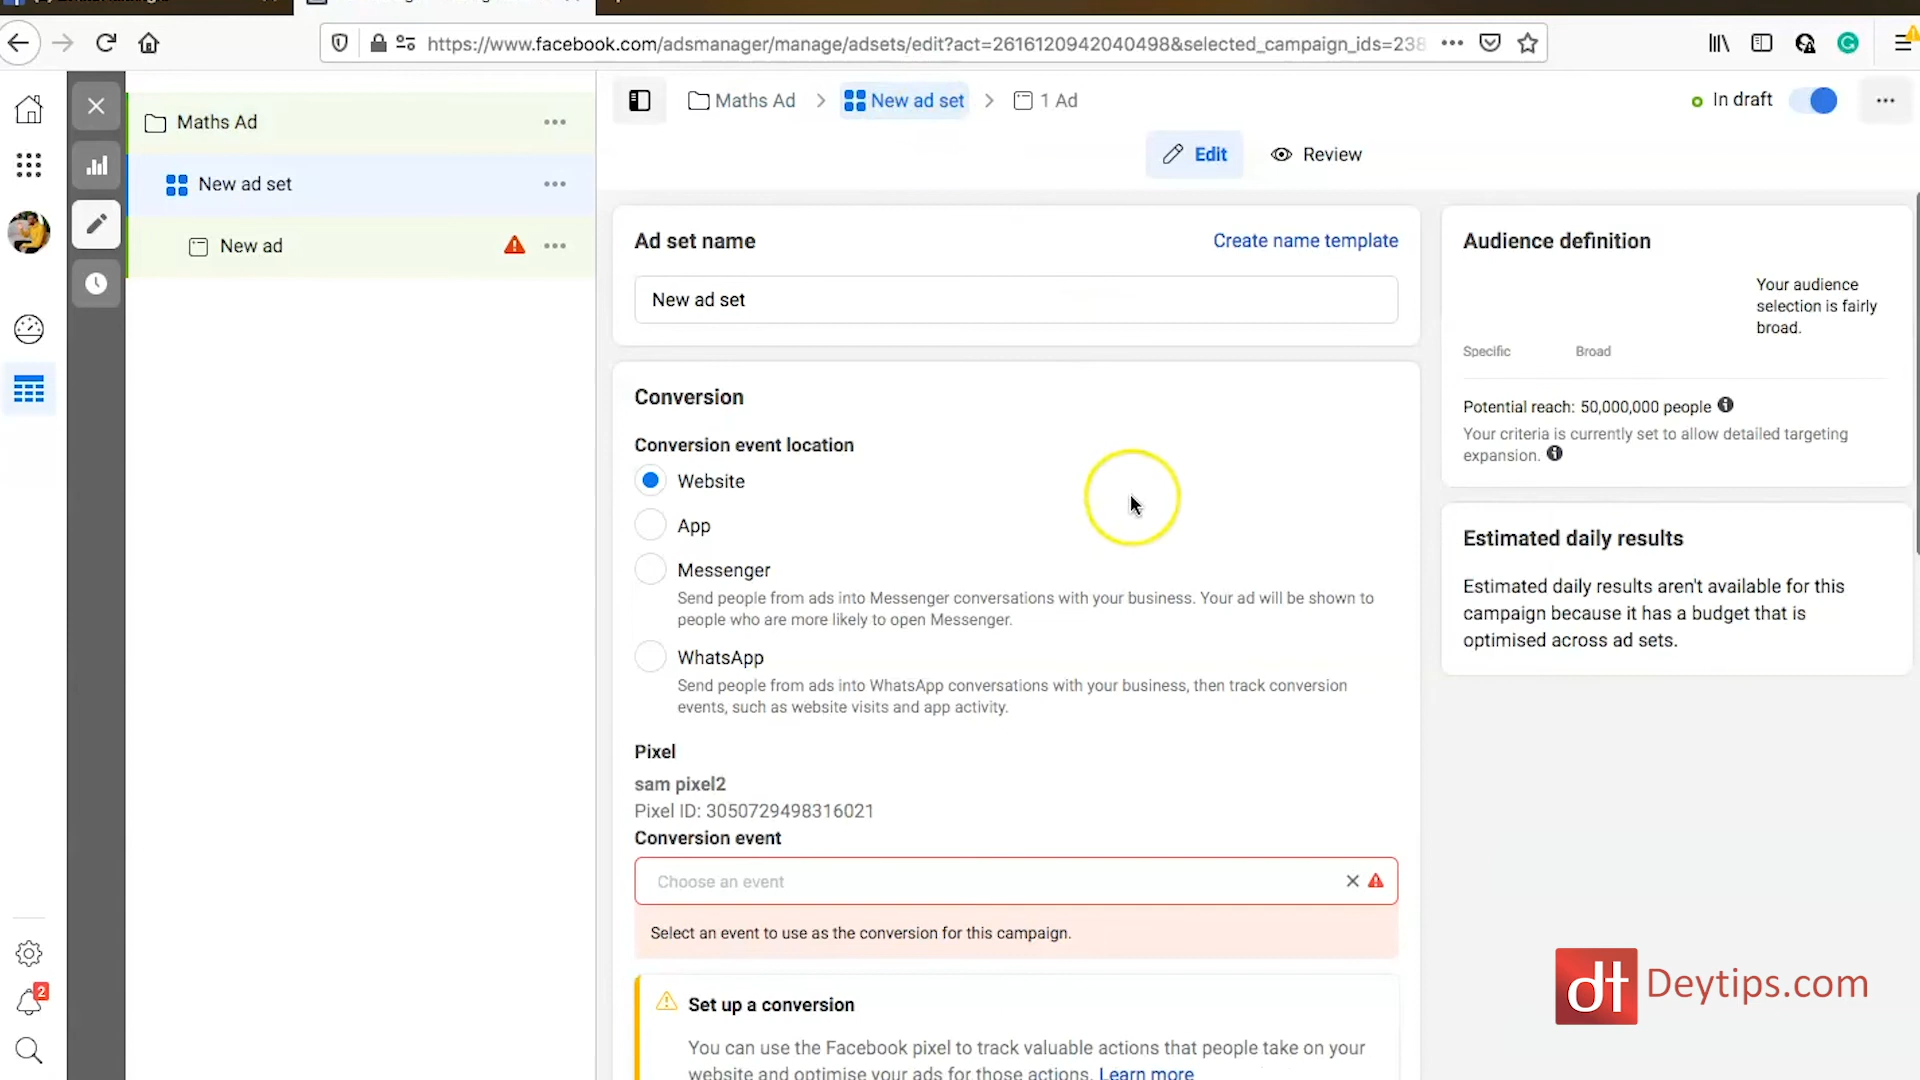 https://www.facebook.com/adsmanager/manage/adsets/edit?act=2616120942040498&selected_campaign_ids=238
Maths Ad
New ad set
New ad
Maths Ad
New ad set
1 Ad
In draft
Edit
Review
Ad set name
Create name template
New ad set
Conversion
Conversion event location
Website
App
Messenger
Send people from ads into Messenger conversations with your business. Your ad will be shown to
people who are more likely to open Messenger.
WhatsApp
Send people from ads into WhatsApp conversations with your business, then track conversion
events, such as website visits and app activity.
Pixel
sam pixel2
Pixel ID: 3050729498316021
Conversion event
Choose an event
Select an event to use as the conversion for this campaign.
Set up a conversion
You can use the Facebook pixel to track valuable actions that people take on your
website and optimise your ads for those actions. Learn more
Audience definition
Your audience
selection is fairly
broad.
Specific
Broad
Potential reach: 50,000,000 people
Your criteria is currently set to allow detailed targeting
expansion.
Estimated daily results
Estimated daily results aren't available for this
campaign because it has a budget that is
optimised across ad sets.
2
dt Deytips.com